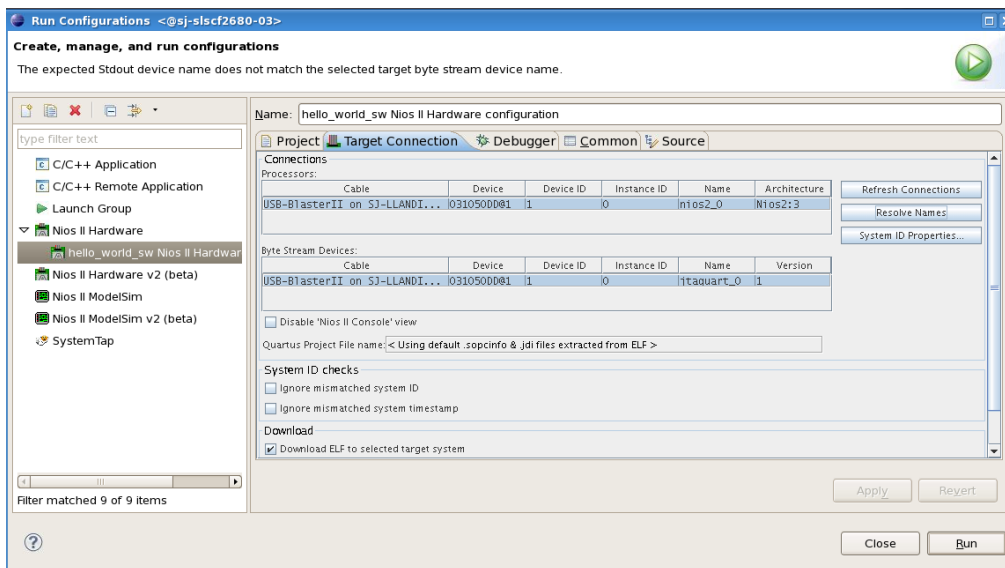 Run Configurations <@sj-slscf2680-03>
Create, manage, and run configurations
The expected Stdout device name does not match the selected target byte stream device name.
type filter text
C/C++ Application
C/C++ Remote Application
Launch Group
Nios II Hardware
hello_world_sw Nios II Hardwar
Nios II Hardware v2 (beta)
Nios II ModelSim
Nios II ModelSim v2 (beta)
SystemTap
Filter matched 9 of 9 items
Name: hello_world_sw Nios II Hardware configuration
Project Target Connection Debugger Common Source
Connections
Processors:
Cable Device Device ID Instance ID Name Architecture
USB-BlasterII on SJ-LLANDI... 031050DD@1 1 0 nios2_0 Nios2:3
Refresh Connections
Resolve Names
System ID Properties...
Byte Stream Devices:
Cable Device Device ID Instance ID Name Version
USB-BlasterII on SJ-LLANDI... 031050DD@1 1 0 jtaguart_0 1
Disable 'Nios II Console' view
Quartus Project File name: < Using default .sopcinfo & .jdi files extracted from ELF >
System ID checks
Ignore mismatched system ID
Ignore mismatched system timestamp
Download
Download ELF to selected target system
Apply Revert
Close Run